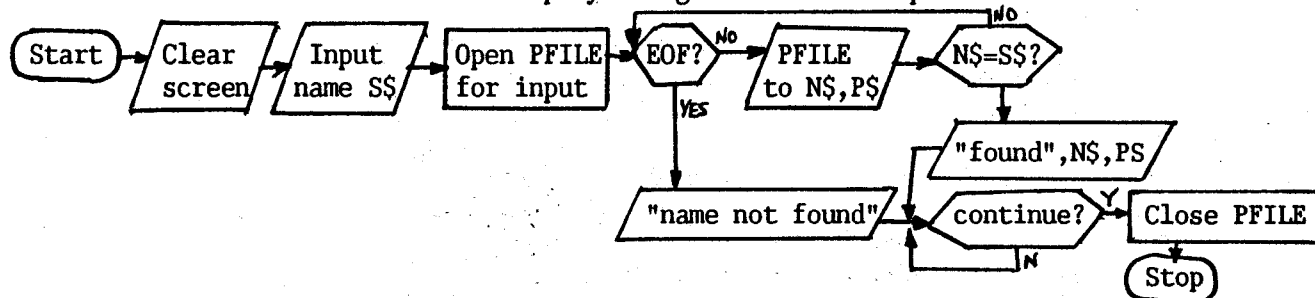 Start
Clear
screen
Input
name S$
Open PFILE
for input
EOF?
NO
YES
PFILE
to N$,P$
N$=S$?
NO
"found",N$,PS
"name not found"
continue?
Y
N
Close PFILE
Stop